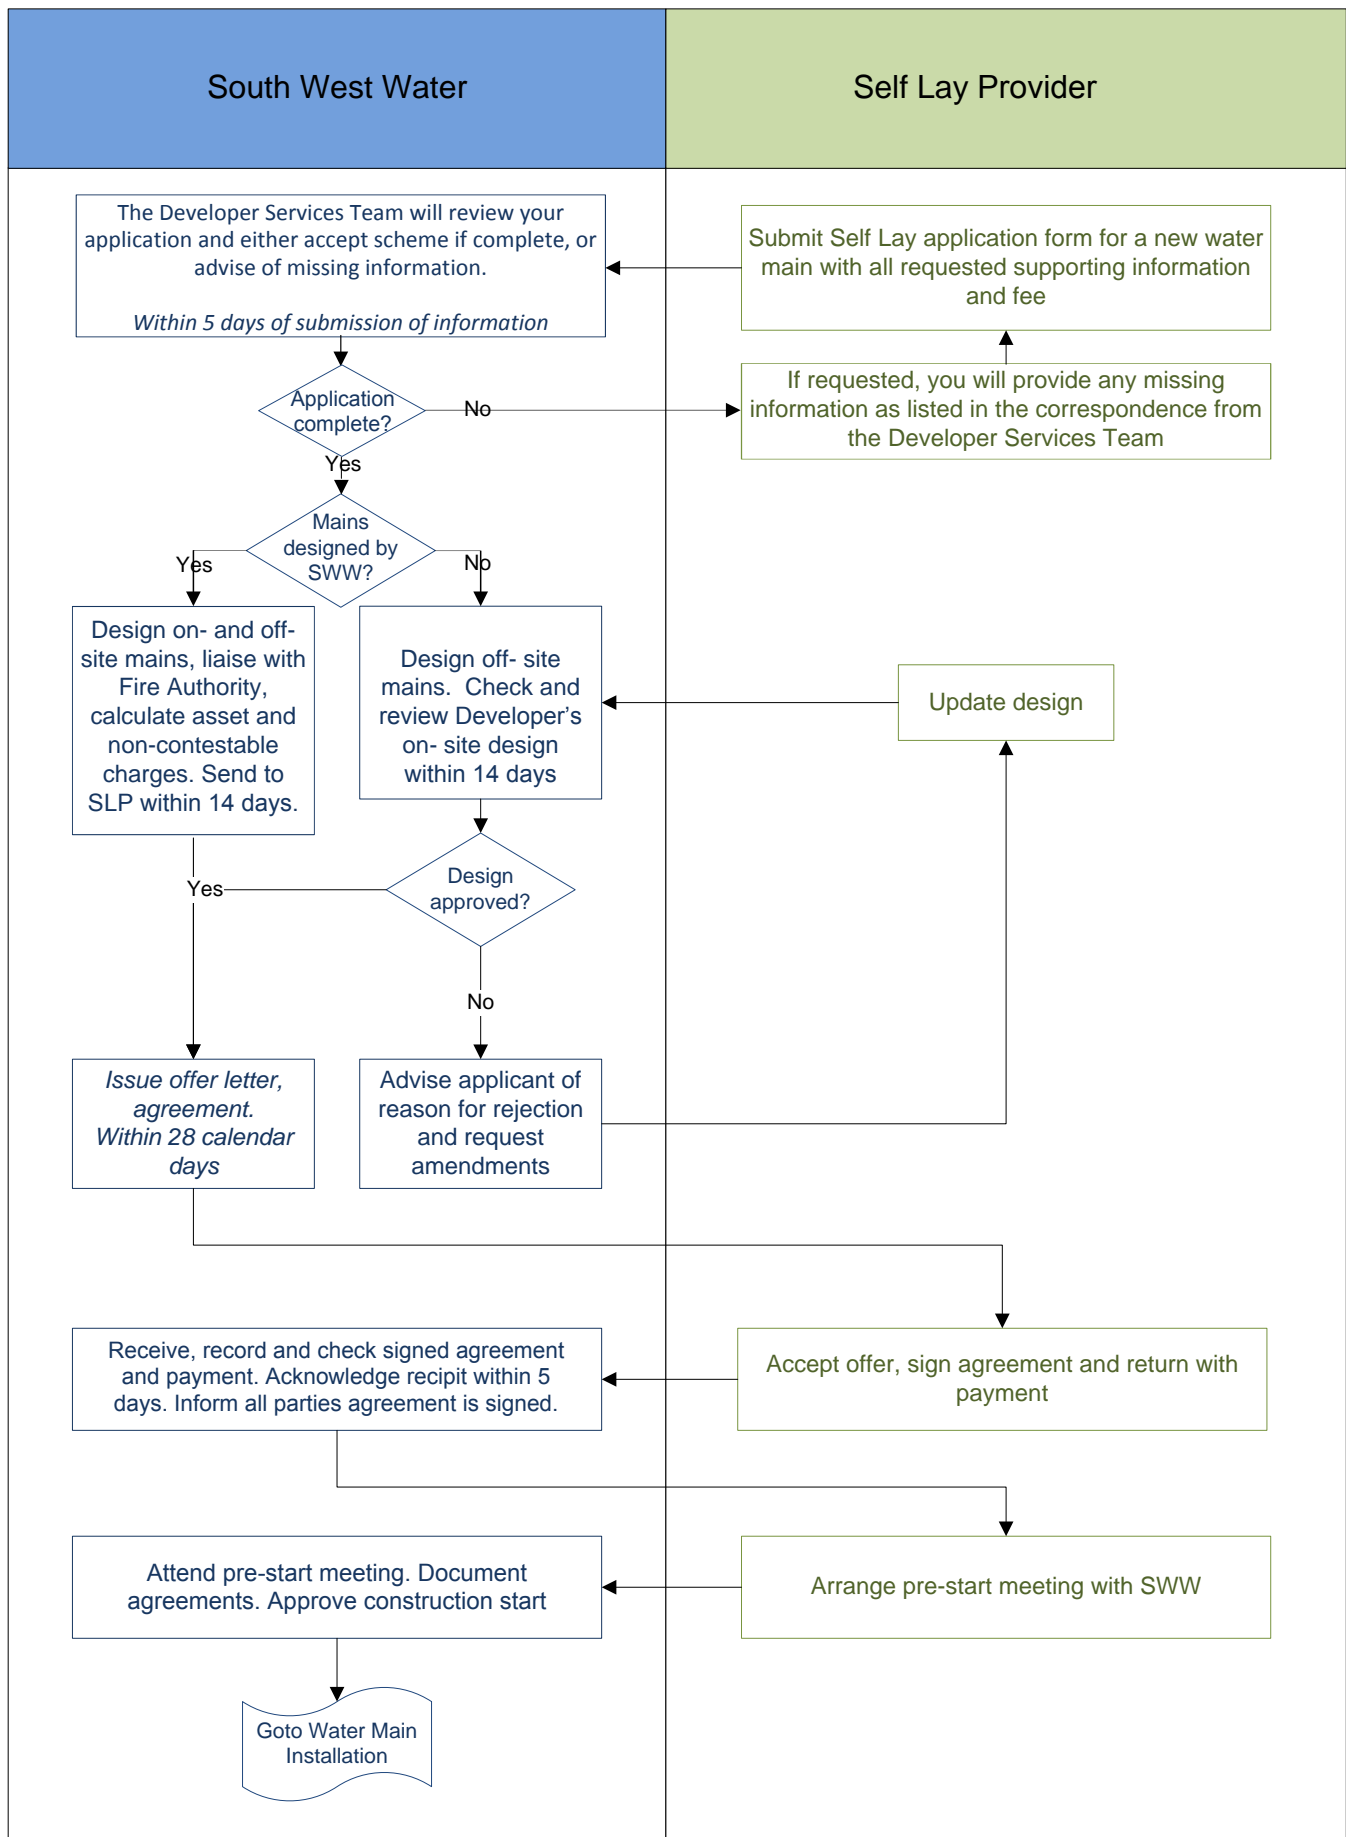 South West Water
Self Lay Provider
The Developer Services Team will review your
application and either accept scheme if complete, or
advise of missing information.
Within 5 days of submission of information
Submit Self Lay application form for a new water
main with all requested supporting information
and fee
If requested, you will provide any missing
information as listed in the correspondence from
the Developer Services Team
Application
complete?
No
Yes
Mains
designed by
SWW?
Yes
No
Design on- and off-
site mains, liaise with
Fire Authority,
calculate asset and
non-contestable
charges. Send to
SLP within 14 days.
Design off- site
mains.  Check and
review Developer’s
on- site design
within 14 days
Update design
Design
approved?
Yes
No
Issue offer letter,
agreement.
Within 28 calendar
days
Advise applicant of
reason for rejection
and request
amendments
Receive, record and check signed agreement
and payment. Acknowledge recipit within 5
days. Inform all parties agreement is signed.
Accept offer, sign agreement and return with
payment
Attend pre-start meeting. Document
agreements. Approve construction start
Arrange pre-start meeting with SWW
Goto Water Main
Installation